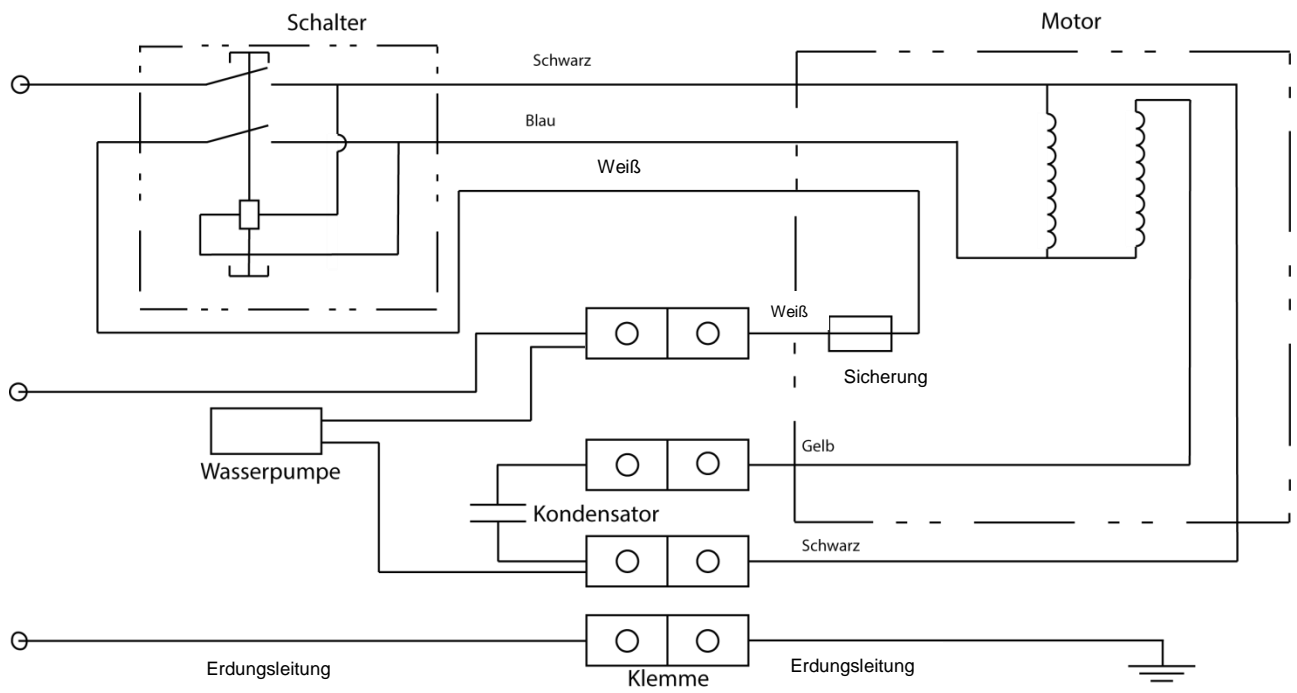 Schalter
Motor
Schwarz
Blau
Weiß
Weiß
Sicherung
Wasserpumpe
Gelb
Kondensator
Schwarz
Erdungsleitung
Klemme
Erdungsleitung